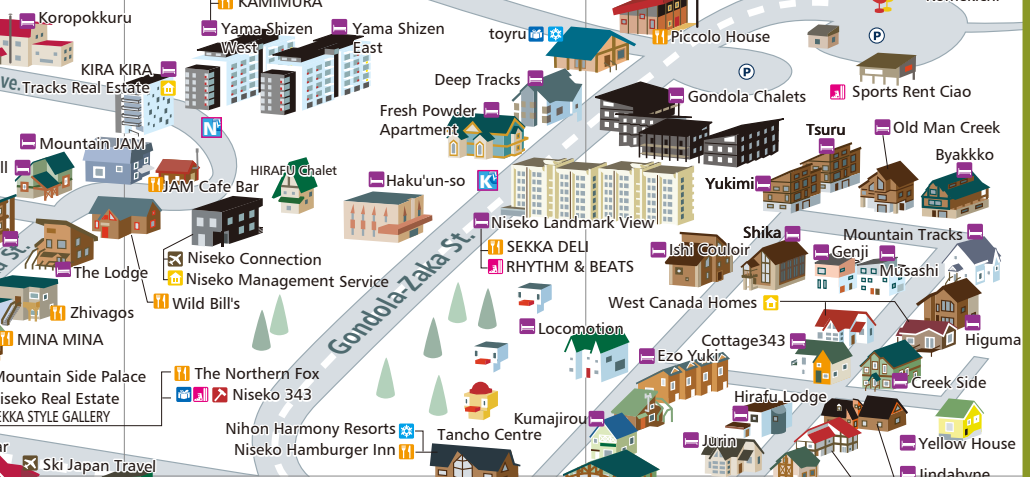 KAMIMURA
Koropokkuru
Yama Shizen
West
Yama Shizen
East
toyru
Piccolo House
P
P
KIRA KIRA
Tracks Real Estate
ve.
Deep Tracks
Fresh Powder
Apartment
Gondola Chalets
Sports Rent Ciao
N
Mountain JAM
JAM Cafe Bar
HIRAFU Chalet
Haku'un-so
K
Tsuru
Old Man Creek
Byakkko
Yukimi
Niseko Landmark View
SEKKA DELI
RHYTHM & BEATS
Gondola-Zaka St.
Ishi Couloir
Shika
Genji
Mountain Tracks
Musashi
The Lodge
Niseko Connection
Niseko Management Service
Wild Bill's
Zhivagos
MINA MINA
West Canada Homes
Locomotion
Cottage343
Higuma
Ezo Yuki
Creek Side
Mountain Side Palace
iseko Real Estate
EKKA STYLE GALLERY
The Northern Fox
Niseko 343
Hirafu Lodge
Kumajirou
Nihon Harmony Resorts
Niseko Hamburger Inn
Tancho Centre
Jurin
Yellow House
Jindabyne
Ski Japan Travel